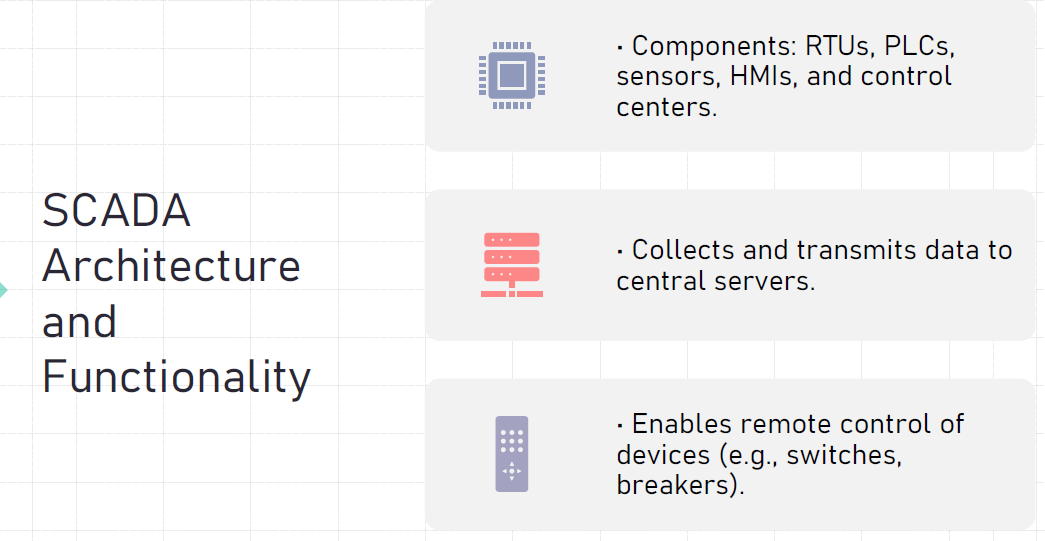 SCADA
Architecture
and
Functionality
· Components: RTUs, PLCs,
sensors, HMIs, and control
centers.
· Collects and transmits data to
central servers.
· Enables remote control of
devices (e.g., switches,
breakers).